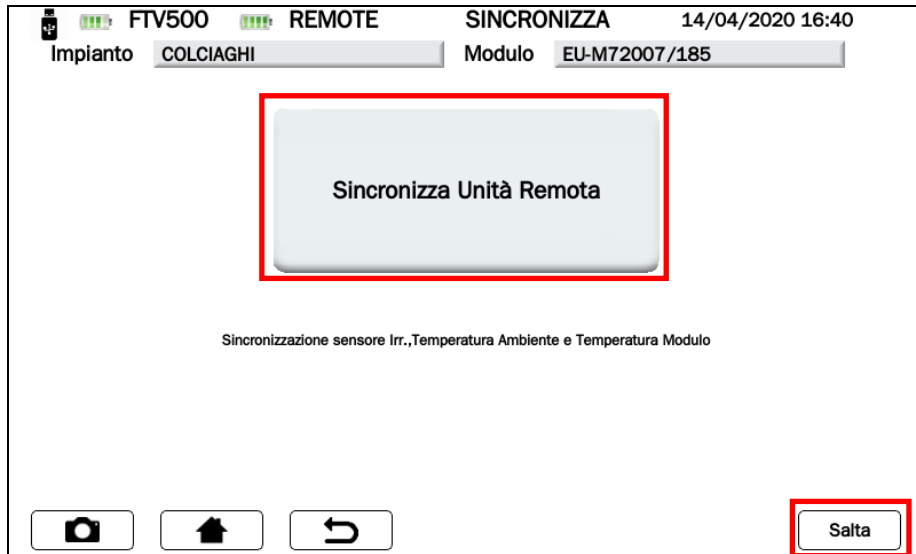 FTV500 REMOTE SINCRONIZZA 14/04/2020 16:40
Impianto COLCIAGHI Modulo EU-M72007/185
Sincronizza Unità Remota
Sincronizzazione sensore Irr.,Temperatura Ambiente e Temperatura Modulo
Salta